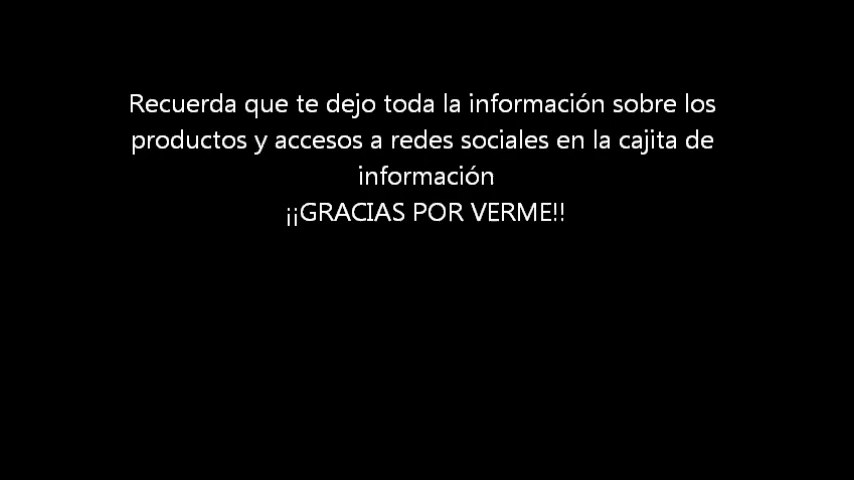 Recuerda que te dejo toda la información sobre los
productos y accesos a redes sociales en la cajita de
información
¡¡GRACIAS POR VERME!!